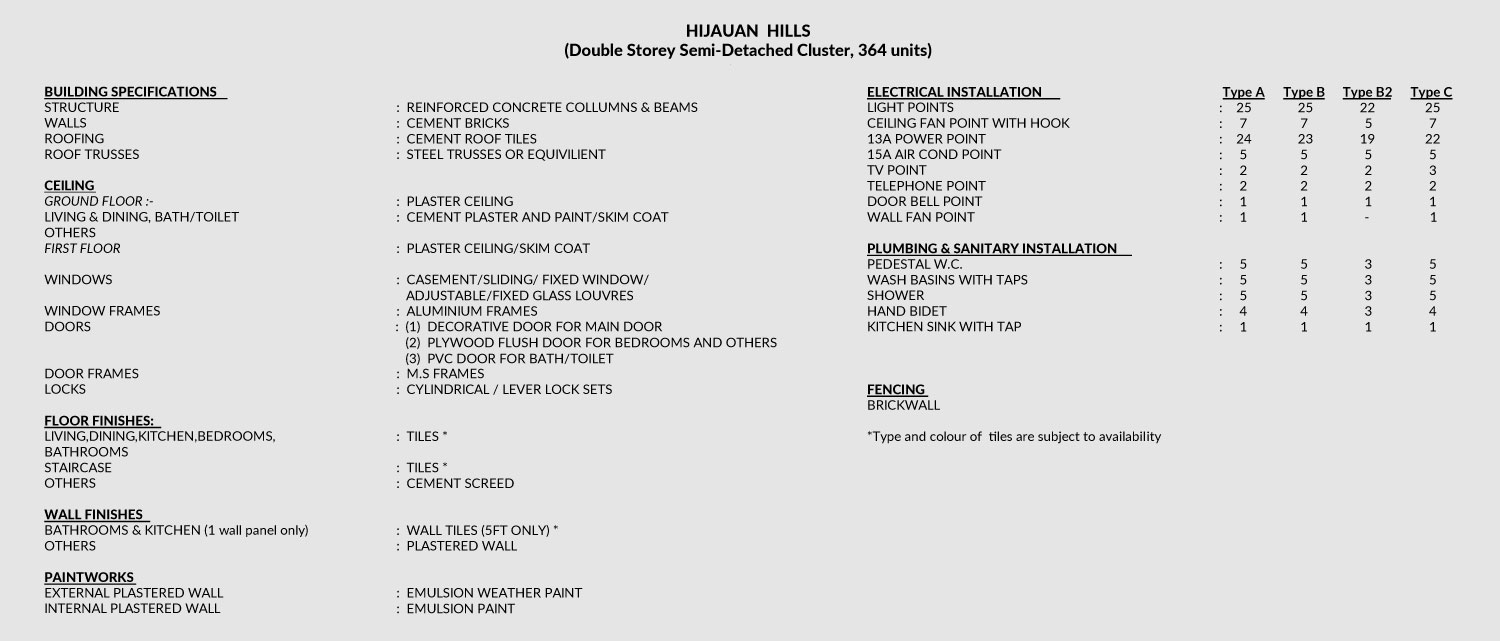 HIJAUAN HILLS
(Double Storey Semi-Detached Cluster, 364 units)
BUILDING SPECIFICATIONS
STRUCTURE : REINFORCED CONCRETE COLLUMNS & BEAMS
WALLS : CEMENT BRICKS
ROOFING : CEMENT ROOF TILES
ROOF TRUSSES : STEEL TRUSSES OR EQUIVILIENT
CEILING
GROUND FLOOR :- : PLASTER CEILING
LIVING & DINING, BATH/TOILET : CEMENT PLASTER AND PAINT/SKIM COAT
OTHERS
FIRST FLOOR : PLASTER CEILING/SKIM COAT
WINDOWS : CASEMENT/SLIDING/ FIXED WINDOW/
ADJUSTABLE/FIXED GLASS LOUVRES
WINDOW FRAMES : ALUMINIUM FRAMES
DOORS : (1) DECORATIVE DOOR FOR MAIN DOOR
(2) PLYWOOD FLUSH DOOR FOR BEDROOMS AND OTHERS
(3) PVC DOOR FOR BATH/TOILET
DOOR FRAMES : M.S FRAMES
LOCKS : CYLINDRICAL / LEVER LOCK SETS
FLOOR FINISHES:
LIVING,DINING,KITCHEN,BEDROOMS, : TILES *
BATHROOMS
STAIRCASE : TILES *
OTHERS : CEMENT SCREED
WALL FINISHES
BATHROOMS & KITCHEN (1 wall panel only) : WALL TILES (5FT ONLY) *
OTHERS : PLASTERED WALL
PAINTWORKS
EXTERNAL PLASTERED WALL : EMULSION WEATHER PAINT
INTERNAL PLASTERED WALL : EMULSION PAINT
ELECTRICAL INSTALLATION Type A Type B Type B2 Type C
LIGHT POINTS : 25 25 22 25
CEILING FAN POINT WITH HOOK : 7 7 5 7
13A POWER POINT : 24 23 19 22
15A AIR COND POINT : 5 5 5 5
TV POINT : 2 2 2 3
TELEPHONE POINT : 2 2 2 2
DOOR BELL POINT : 1 1 1 1
WALL FAN POINT : 1 1 - 1
PLUMBING & SANITARY INSTALLATION
PEDESTAL W.C. : 5 5 3 5
WASH BASINS WITH TAPS : 5 5 3 5
SHOWER : 5 5 3 5
HAND BIDET : 4 4 3 4
KITCHEN SINK WITH TAP : 1 1 1 1
FENCING
BRICKWALL
*Type and colour of tiles are subject to availability